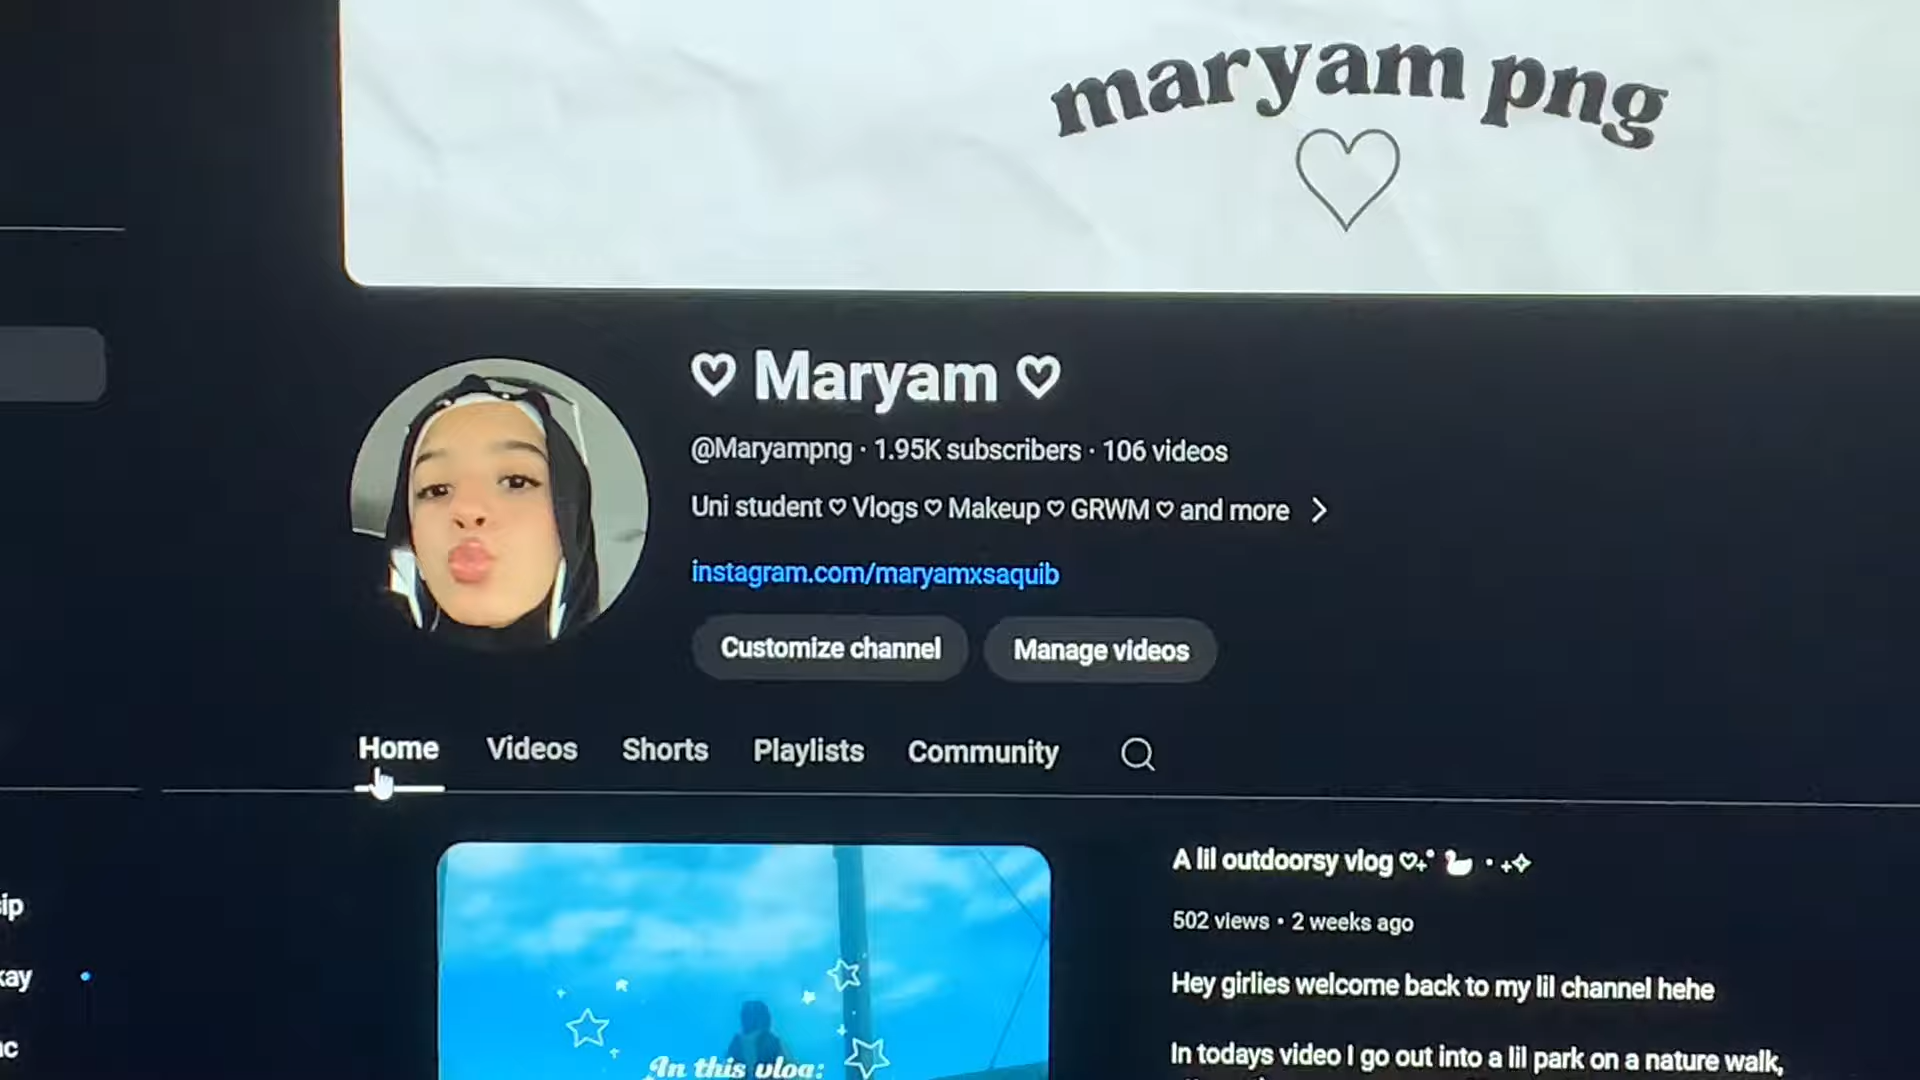 maryam png
♡ Maryam ♡
@Maryampng · 1.95K subscribers · 106 videos
Uni student ♡ Vlogs ♡ Makeup ♡ GRWM ♡ and more
instagram.com/maryamxsaquib
Customize channel
Manage videos
Home
Videos
Shorts
Playlists
Community
In this vlog:
A lil outdoorsy vlog ♡₊˚ 🦢 ・₊✧
502 views • 2 weeks ago
Hey girlies welcome back to my lil channel hehe
In todays video I go out into a lil park on a nature walk,